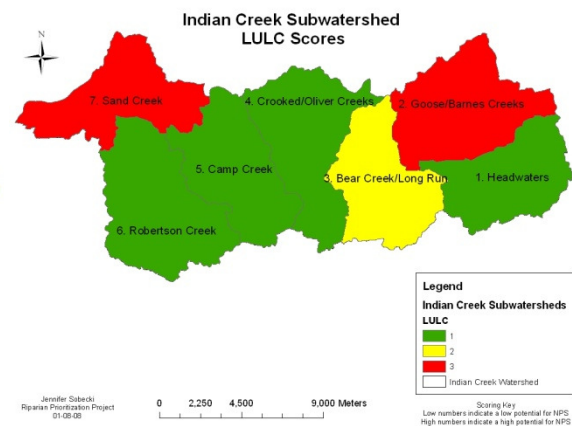 Indian Creek Subwatershed
LULC Scores
7. Sand Creek
4. Crooked/Oliver Creeks
2. Goose/Barnes Creeks
5. Camp Creek
3. Bear Creek/Long Run
1. Headwaters
6. Robertson Creek
Legend
Indian Creek Subwatersheds
LULC
1
2
3
Indian Creek Watershed
Jennifer Sobecki
Riparian Prioritization Project
01-08-08
0 2,250 4,500 9,000 Meters
Scoring Key
Low numbers indicate a low potential for NPS
High numbers indicate a high potential for NPS